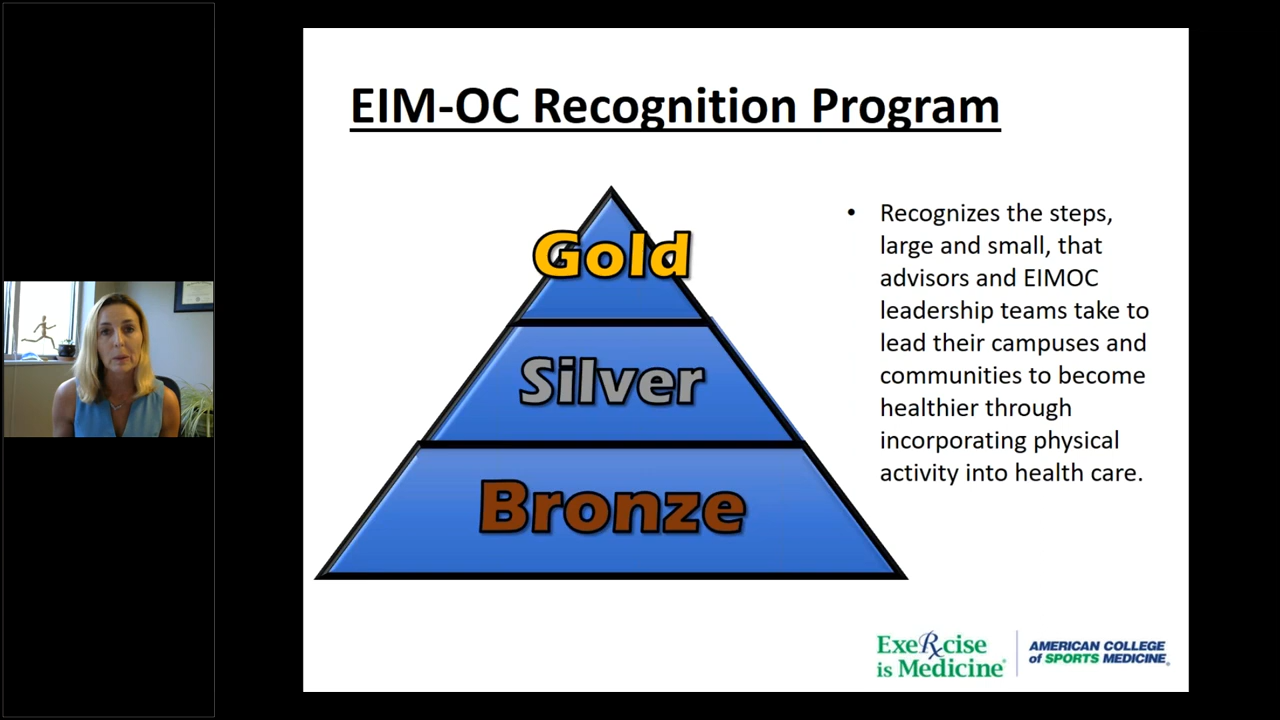 EIM-OC Recognition Program
Gold
Silver
Bronze
• Recognizes the steps,
large and small, that
advisors and EIMOC
leadership teams take to
lead their campuses and
communities to become
healthier through
incorporating physical
activity into health care.
ExeRxcise
is Medicine®
AMERICAN COLLEGE
of SPORTS MEDICINE®